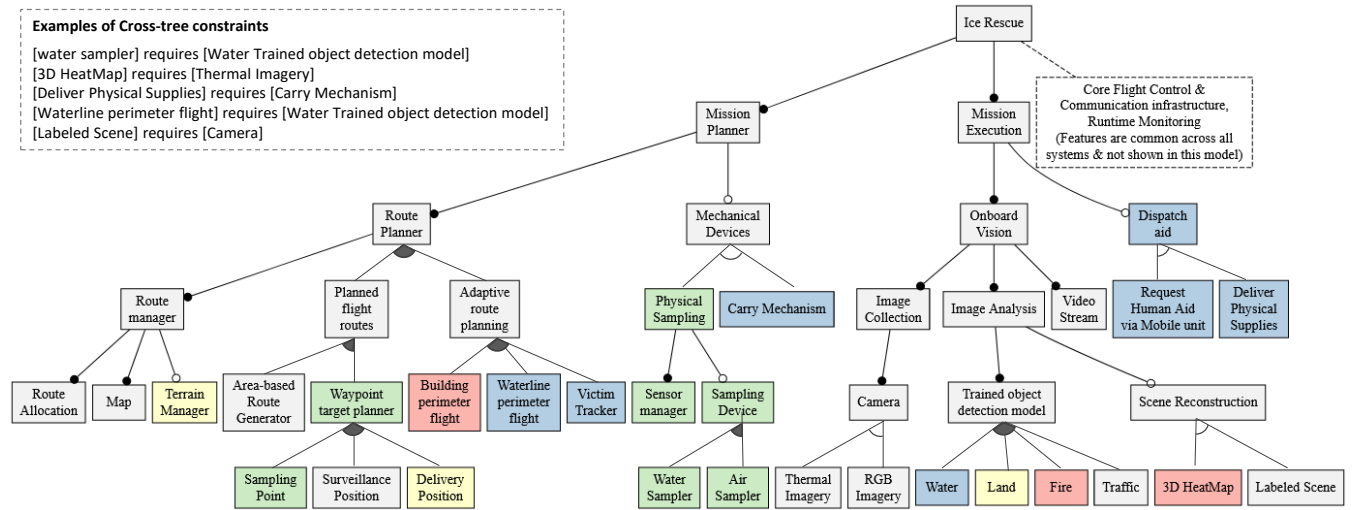 Examples of Cross-tree constraints
[water sampler] requires [Water Trained object detection model]
[3D HeatMap] requires [Thermal Imagery]
[Deliver Physical Supplies] requires [Carry Mechanism]
[Waterline perimeter flight] requires [Water Trained object detection model]
[Labeled Scene] requires [Camera]
Ice Rescue
Core Flight Control &
Communication infrastructure,
Runtime Monitoring
(Features are common across all
systems & not shown in this model)
Mission
Planner
Mission
Execution
Route
Planner
Mechanical
Devices
Onboard
Vision
Dispatch
aid
Route
manager
Planned
flight
routes
Adaptive
route
planning
Physical
Sampling
Carry Mechanism
Image
Collection
Image Analysis
Video
Stream
Request
Human Aid
via Mobile unit
Deliver
Physical
Supplies
Route
Allocation
Map
Terrain
Manager
Area-based
Route
Generator
Waypoint
target planner
Building
perimeter
flight
Waterline
perimeter
flight
Victim
Tracker
Sensor
manager
Sampling
Device
Camera
Trained object
detection model
Scene Reconstruction
Sampling
Point
Surveillance
Position
Delivery
Position
Water
Sampler
Air
Sampler
Thermal
Imagery
RGB
Imagery
Water
Land
Fire
Traffic
3D HeatMap
Labeled Scene